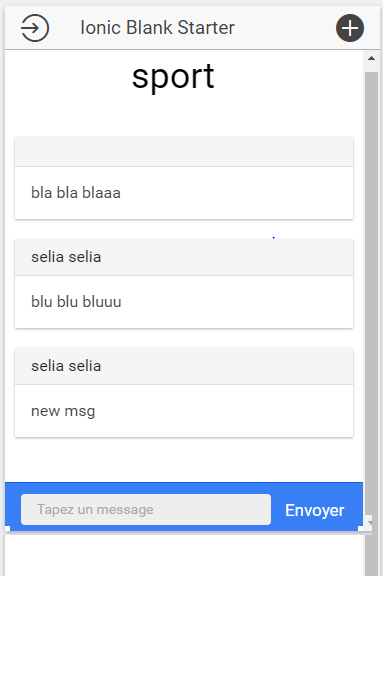 Ionic Blank Starter
sport
bla bla blaaa
selia selia
blu blu bluuu
selia selia
new msg
Tapez un message
Envoyer